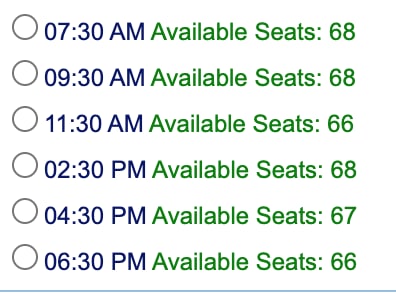 07:30 AM Available Seats: 68
09:30 AM Available Seats: 68
11:30 AM Available Seats: 66
02:30 PM Available Seats: 68
04:30 PM Available Seats: 67
06:30 PM Available Seats: 66